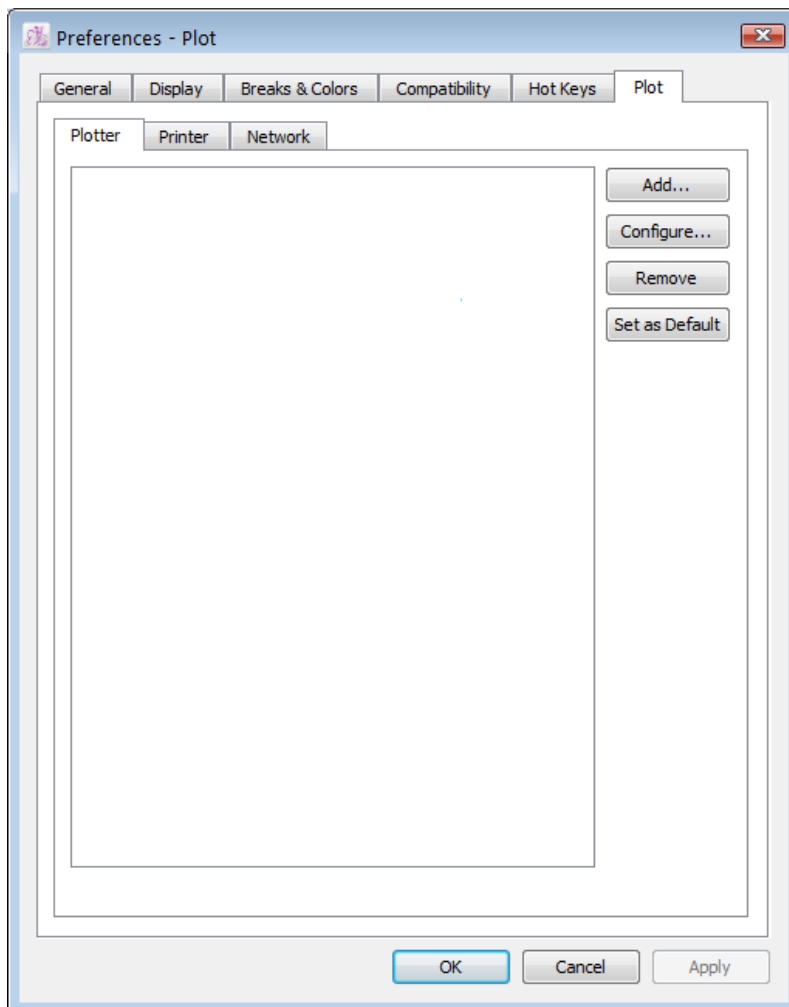 Preferences - Plot
General Display Breaks & Colors Compatibility Hot Keys Plot
Plotter Printer Network
Add...
Configure...
Remove
Set as Default
OK Cancel Apply